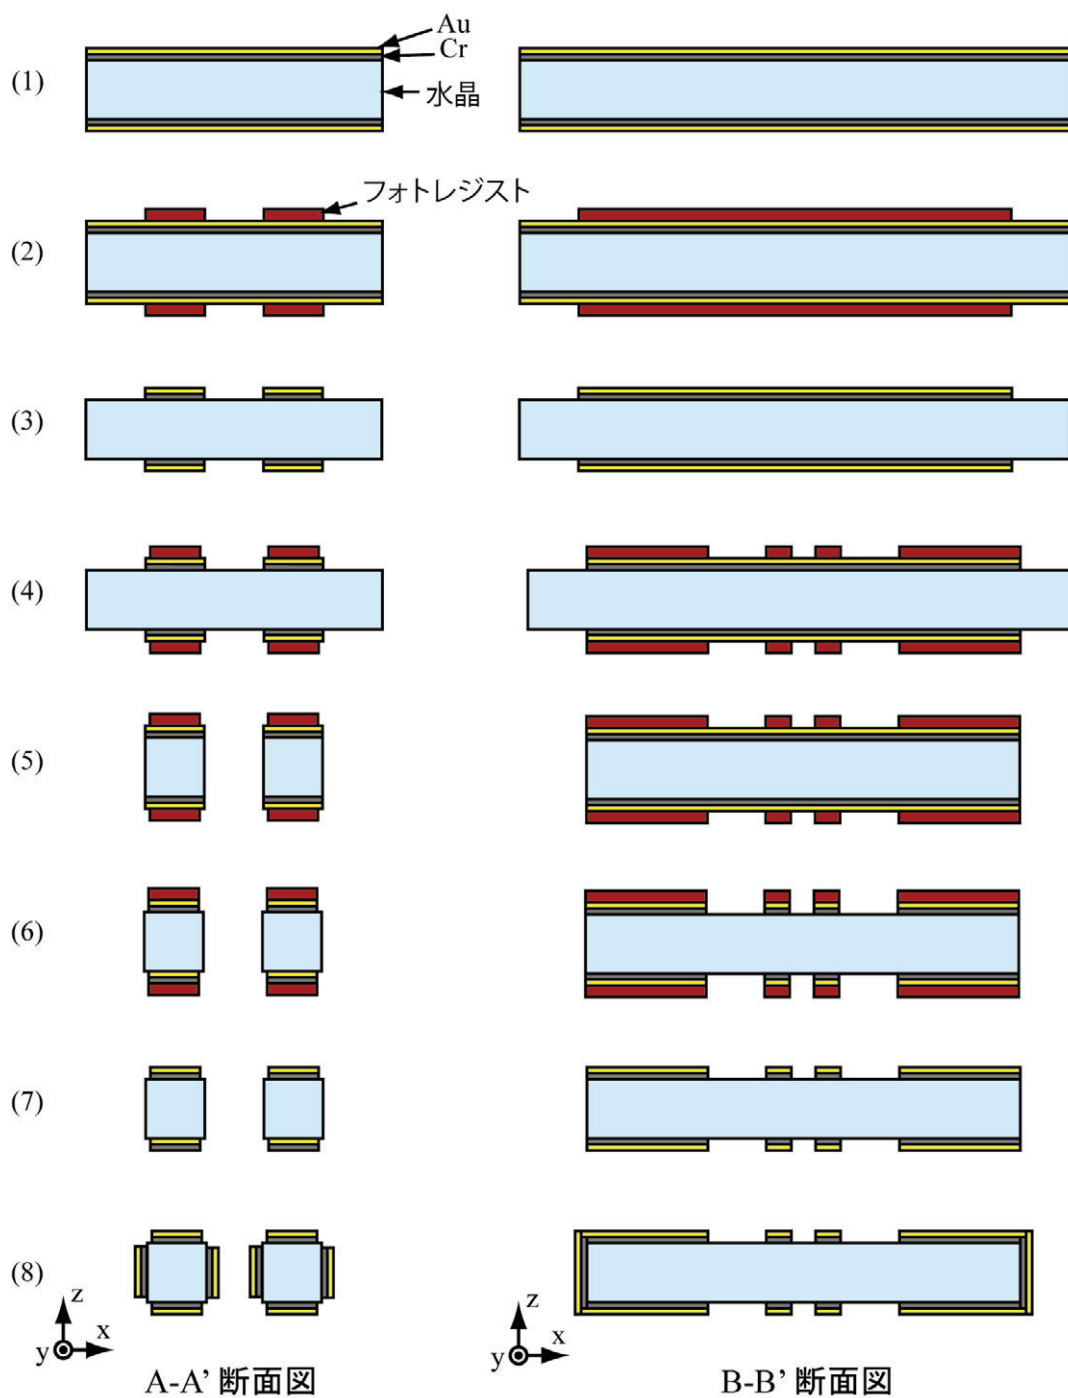 Au
Cr
(1)
水晶
フォトレジスト
(2)
(3)
(4)
(5)
(6)
(7)
(8)
z
x
y
z
x
y
A-A’ 断面図
B-B’ 断面図